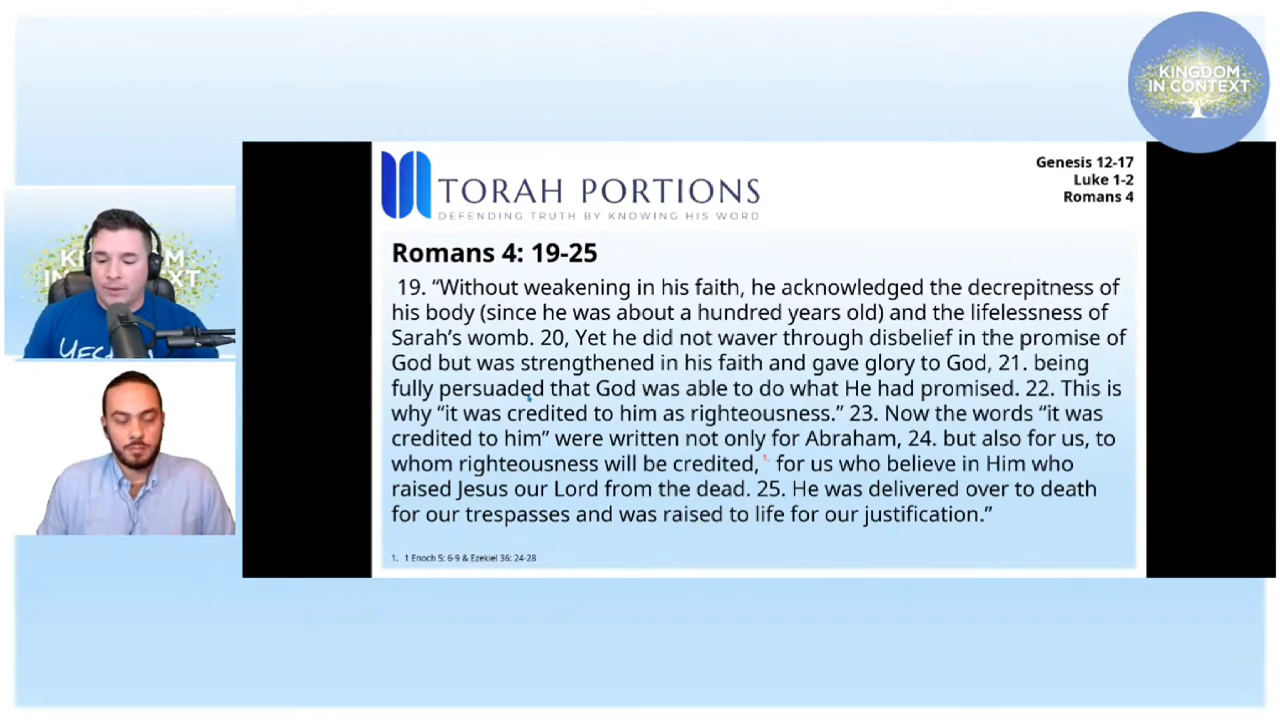 KINGDOM
IN CONTEXT
TORAH PORTIONS
DEFENDING TRUTH BY KNOWING HIS WORD
Genesis 12-17
Luke 1-2
Romans 4
Romans 4: 19-25
19. “Without weakening in his faith, he acknowledged the decrepitness of
his body (since he was about a hundred years old) and the lifelessness of
Sarah’s womb. 20, Yet he did not waver through disbelief in the promise of
God but was strengthened in his faith and gave glory to God, 21. being
fully persuaded that God was able to do what He had promised. 22. This is
why “it was credited to him as righteousness.” 23. Now the words “it was
credited to him” were written not only for Abraham, 24. but also for us, to
whom righteousness will be credited,1. for us who believe in Him who
raised Jesus our Lord from the dead. 25. He was delivered over to death
for our trespasses and was raised to life for our justification.”
1. 1 Enoch 5: 6-9 & Ezekiel 36: 24-28